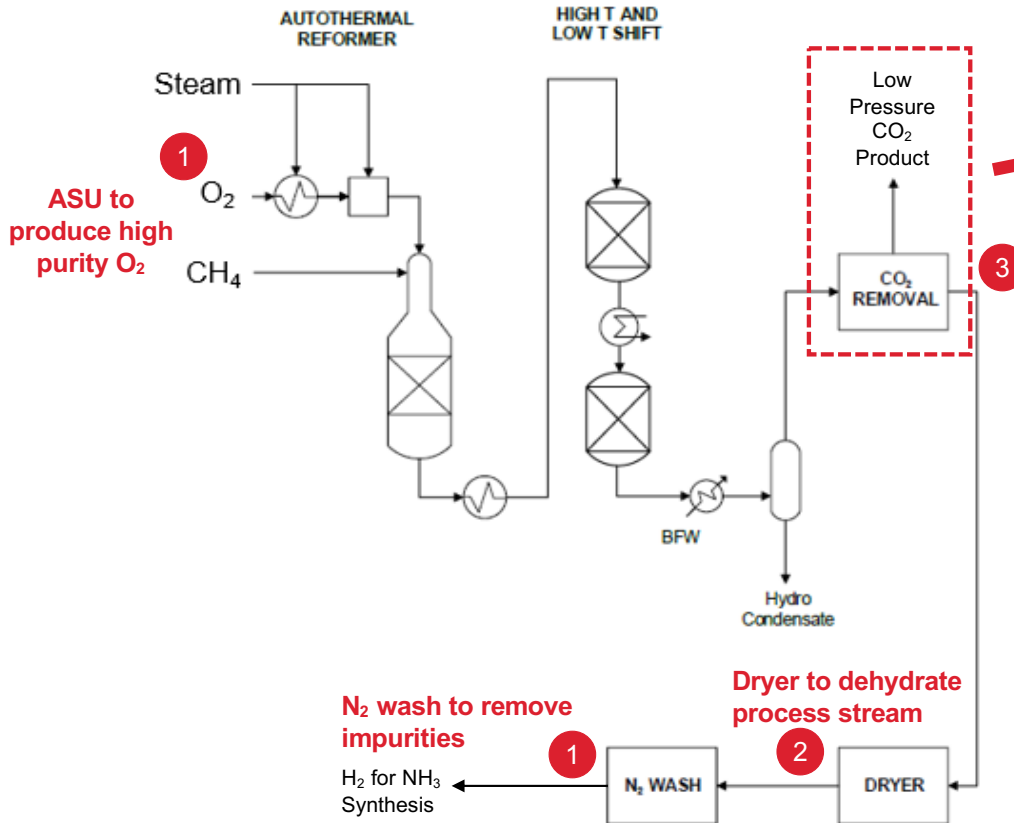 AUTOTHERMAL
REFORMER
HIGH T AND
LOW T SHIFT
Steam
1
O₂
ASU to
produce high
purity O₂
CH₄
Low
Pressure
CO₂
Product
CO₂
REMOVAL
3
BFW
Hydro
Condensate
N₂ wash to remove
impurities
1
H₂ for NH₃
Synthesis
N₂ WASH
Dryer to dehydrate
process stream
2
DRYER